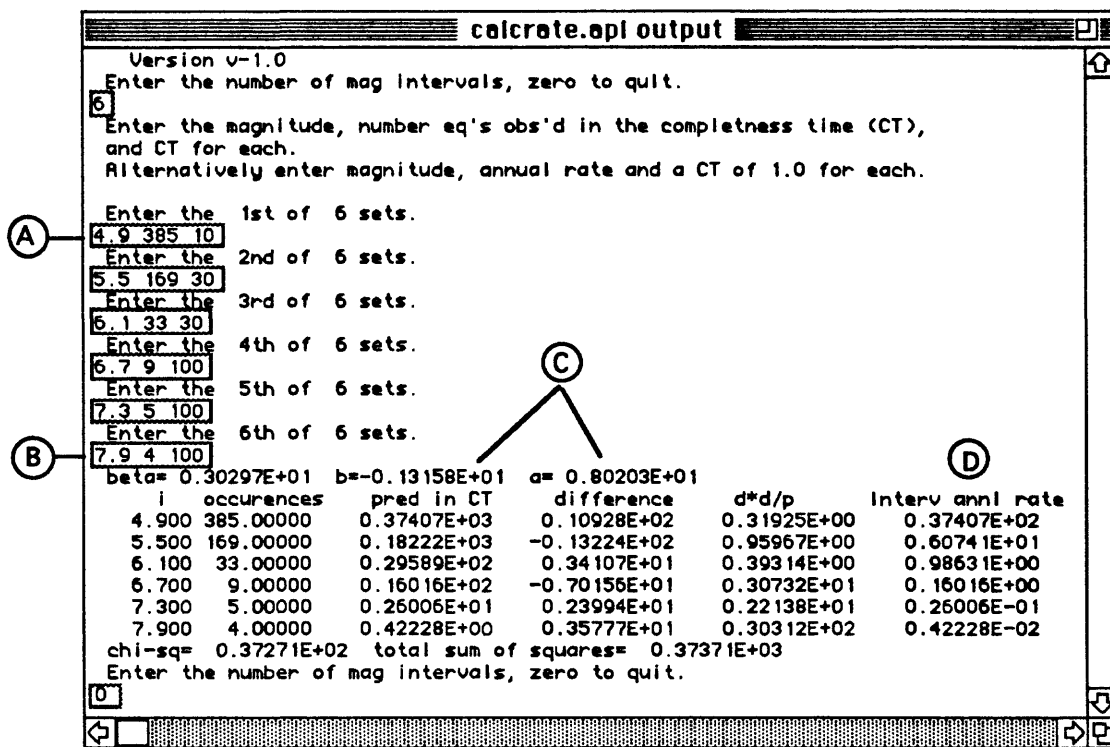 calcrate.apl output
Version v-1.0
Enter the number of mag intervals, zero to quit.
6
Enter the magnitude, number eq's obs'd in the completness time (CT),
and CT for each.
Alternatively enter magnitude, annual rate and a CT of 1.0 for each.
Enter the 1st of 6 sets.
A
4.9 385 10
Enter the 2nd of 6 sets.
5.5 169 30
Enter the 3rd of 6 sets.
6.1 33 30
Enter the 4th of 6 sets.
6.7 9 100
C
Enter the 5th of 6 sets.
7.3 5 100
Enter the 6th of 6 sets.
B
7.9 4 100
D
beta= 0.30297E+01 b=-0.13158E+01 a= 0.80203E+01
i occurences pred in CT difference d*d/p Interv annl rate
4.900 385.00000 0.37407E+03 0.10928E+02 0.31925E+00 0.37407E+02
5.500 169.00000 0.18222E+03 -0.13224E+02 0.95967E+00 0.60741E+01
6.100 33.00000 0.29589E+02 0.34107E+01 0.39314E+00 0.98631E+00
6.700 9.00000 0.16016E+02 -0.70156E+01 0.30732E+01 0.16016E+00
7.300 5.00000 0.26006E+01 0.23994E+01 0.22138E+01 0.26006E-01
7.900 4.00000 0.42228E+00 0.35777E+01 0.30312E+02 0.42228E-02
chi-sq= 0.37271E+02 total sum of squares= 0.37371E+03
Enter the number of mag intervals, zero to quit.
0